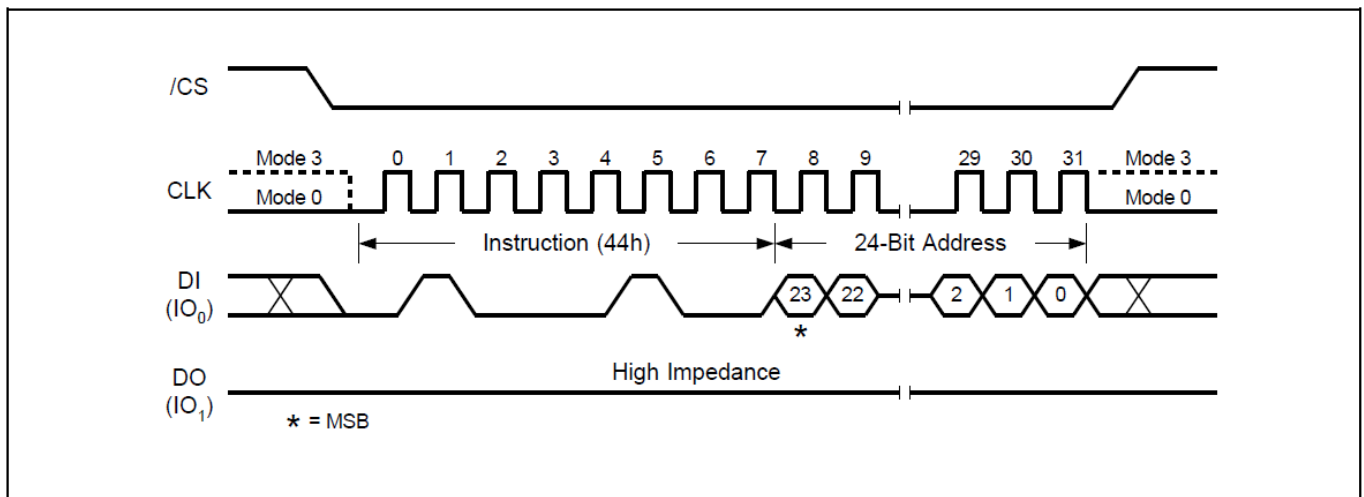 /CS
Mode 3 0 1 2 3 4 5 6 7 8 9 29 30 31 Mode 3
CLK
Mode 0 Mode 0
Instruction (44h) 24-Bit Address
DI
(IO0)
23 22 2 1 0
*
DO
(IO1)
High Impedance
* = MSB